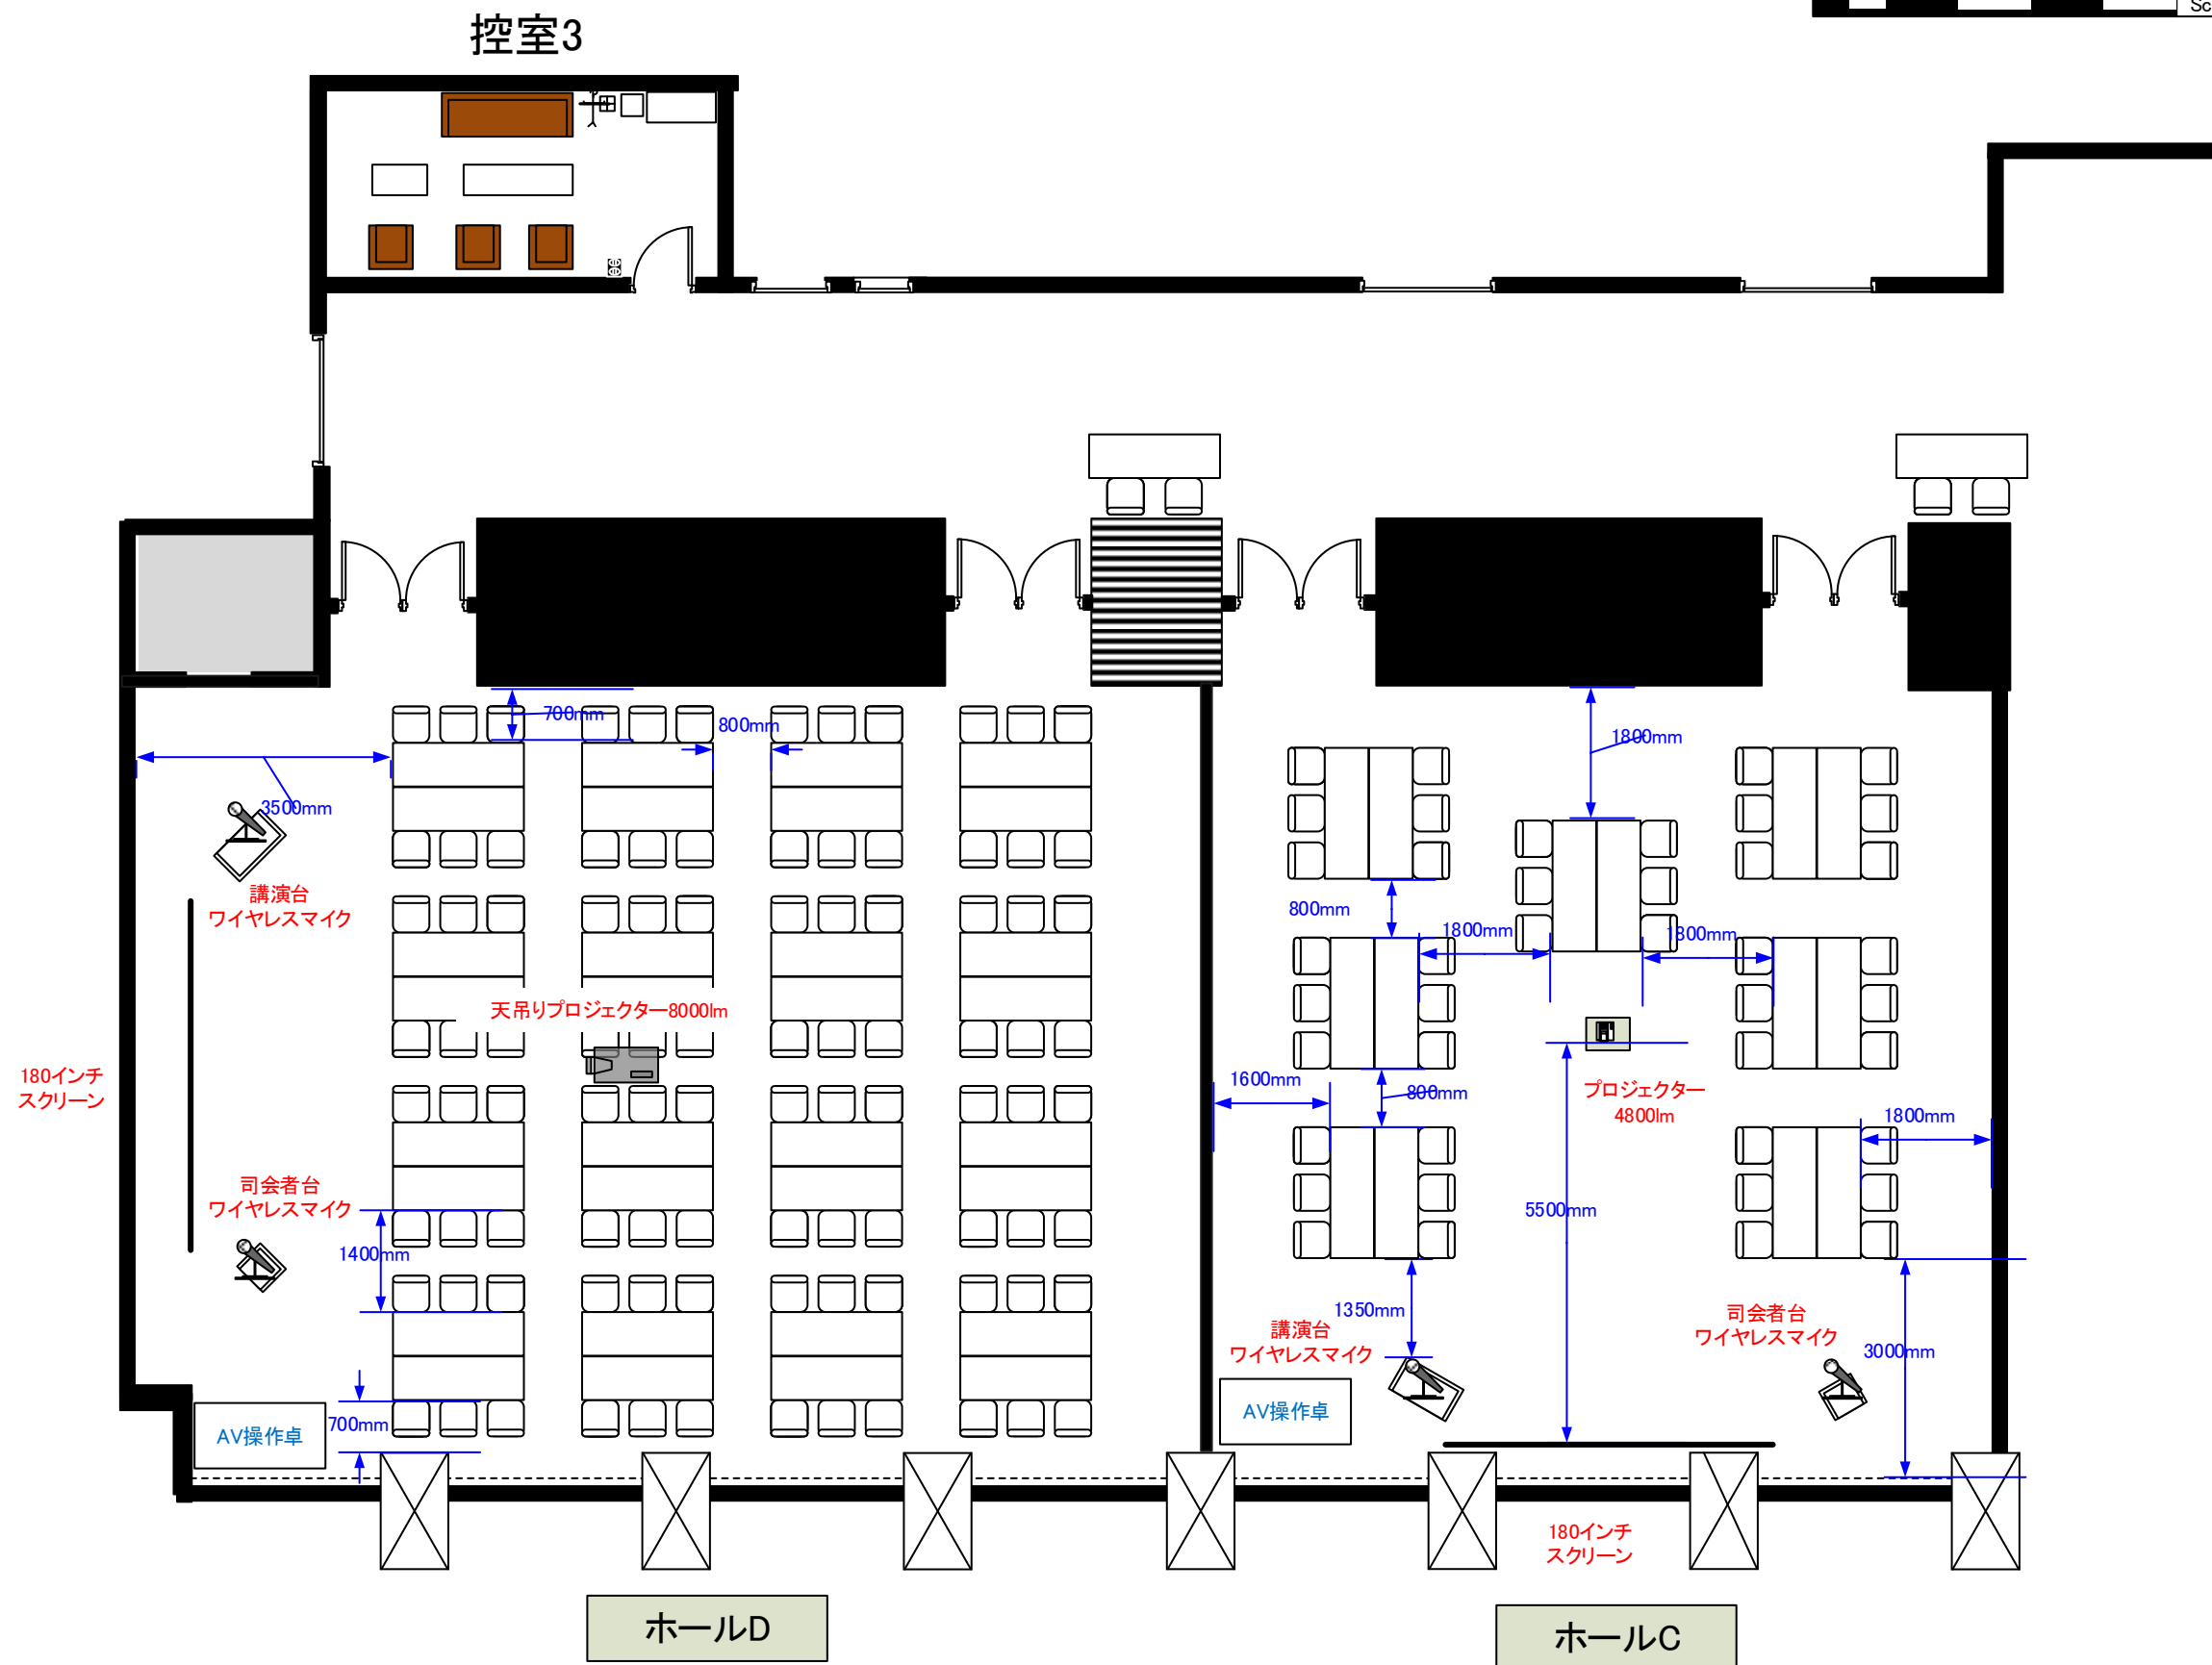 Sc
控室3
700mm
800mm
3500mm
講演台
ワイヤレスマイク
天吊りプロジェクター8000lm
180インチ
スクリーン
司会者台
ワイヤレスマイク
1400mm
700mm
AV操作卓
1800mm
800mm
1800mm
1800mm
1600mm
800mm
プロジェクター
4800lm
1800mm
5500mm
1350mm
講演台
ワイヤレスマイク
司会者台
ワイヤレスマイク
3000mm
AV操作卓
180インチ
スクリーン
ホールD
ホールC